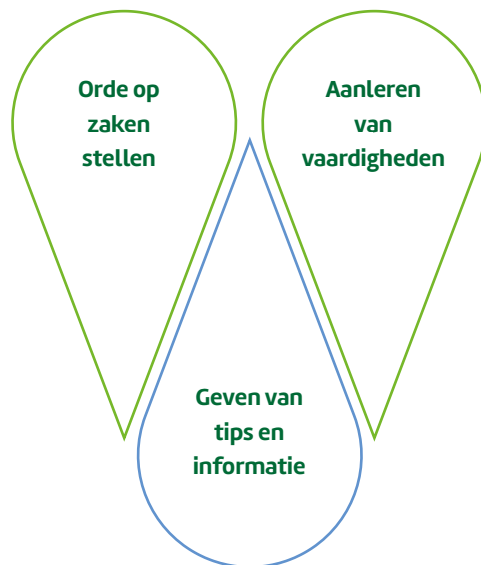 Orde op
zaken
stellen
Aanleren
van
vaardigheden
Geven van
tips en
informatie